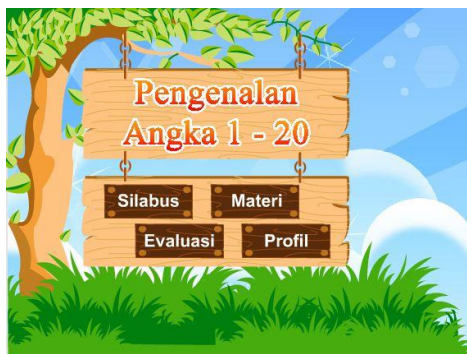 Pengenalan
Angka 1 - 20
Silabus Materi
Evaluasi Profil